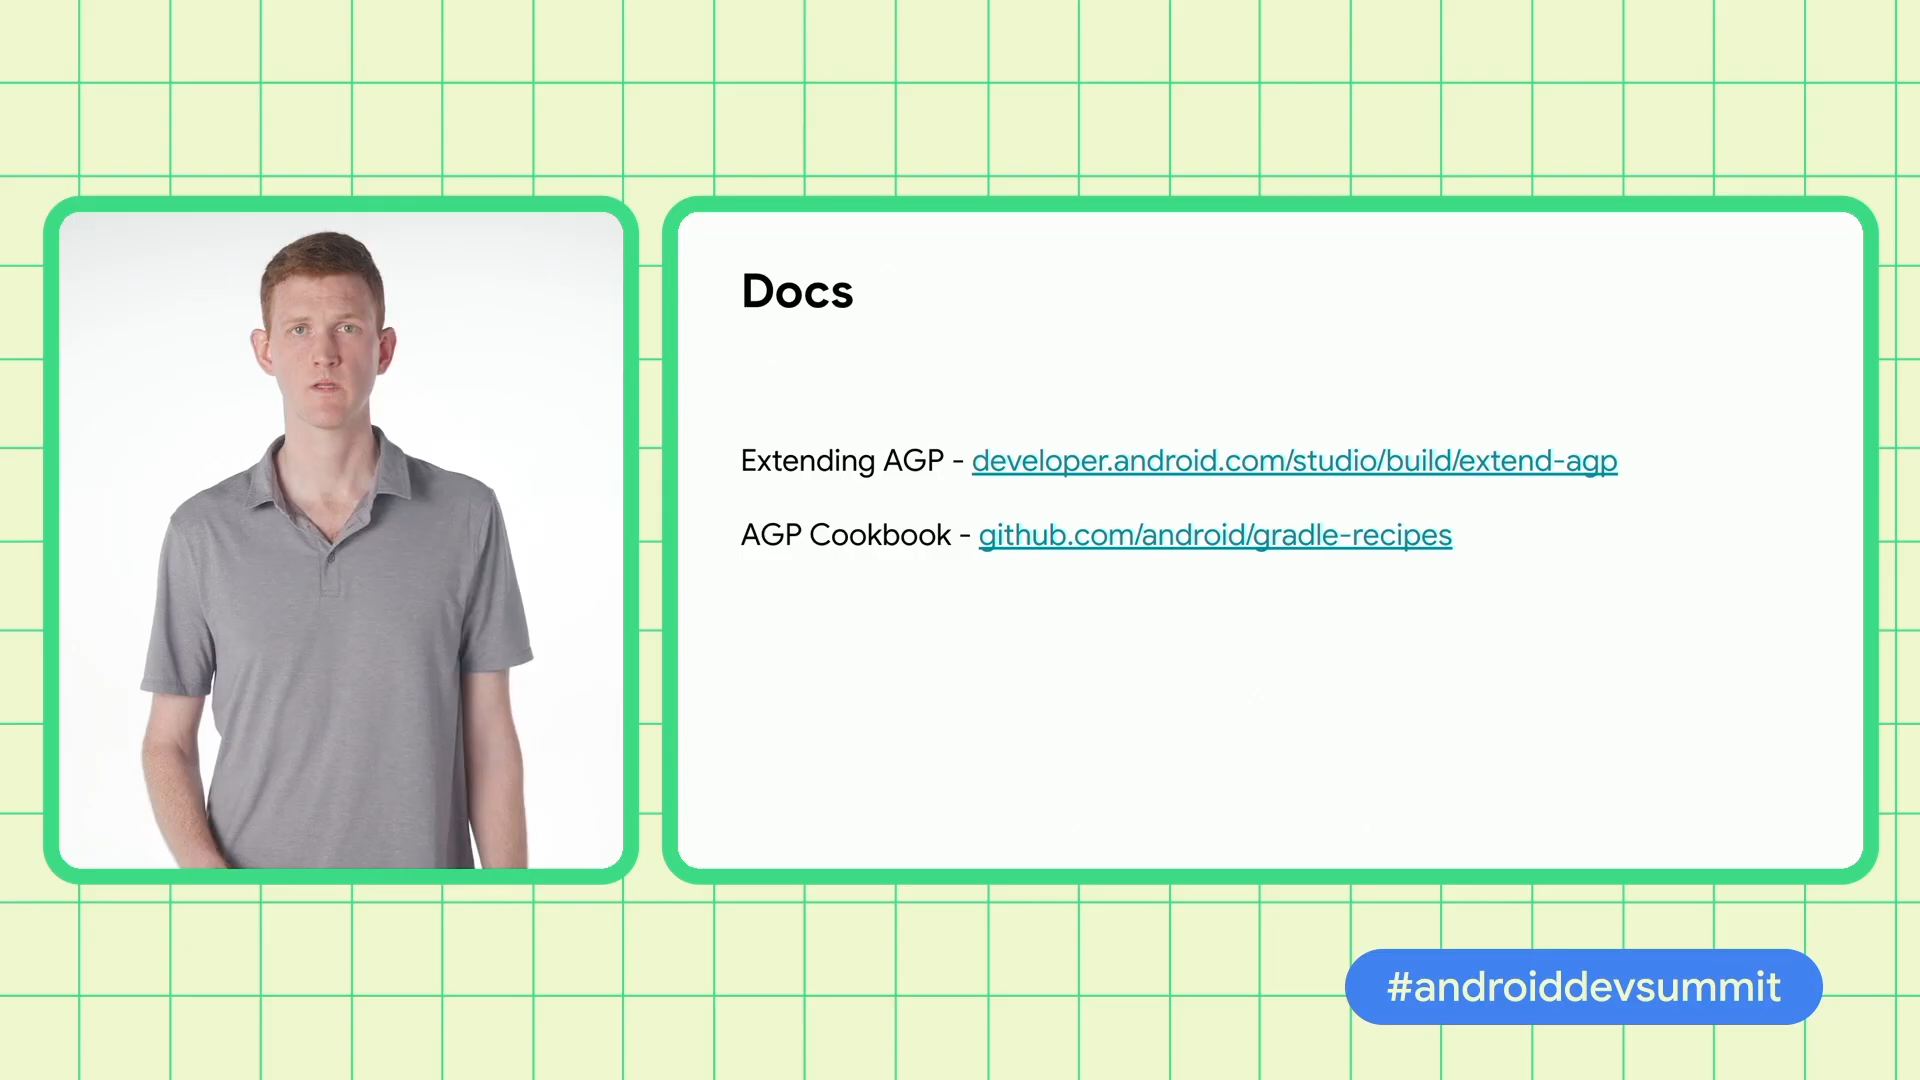 Docs
Extending AGP - developer.android.com/studio/build/extend-agp
AGP Cookbook - github.com/android/gradle-recipes
#androiddevsummit